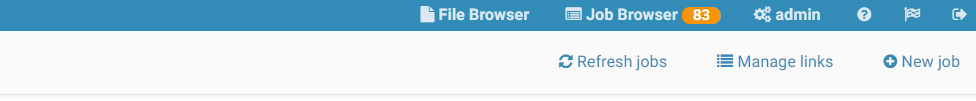 File Browser Job Browser 83 admin
Refresh jobs Manage links New job